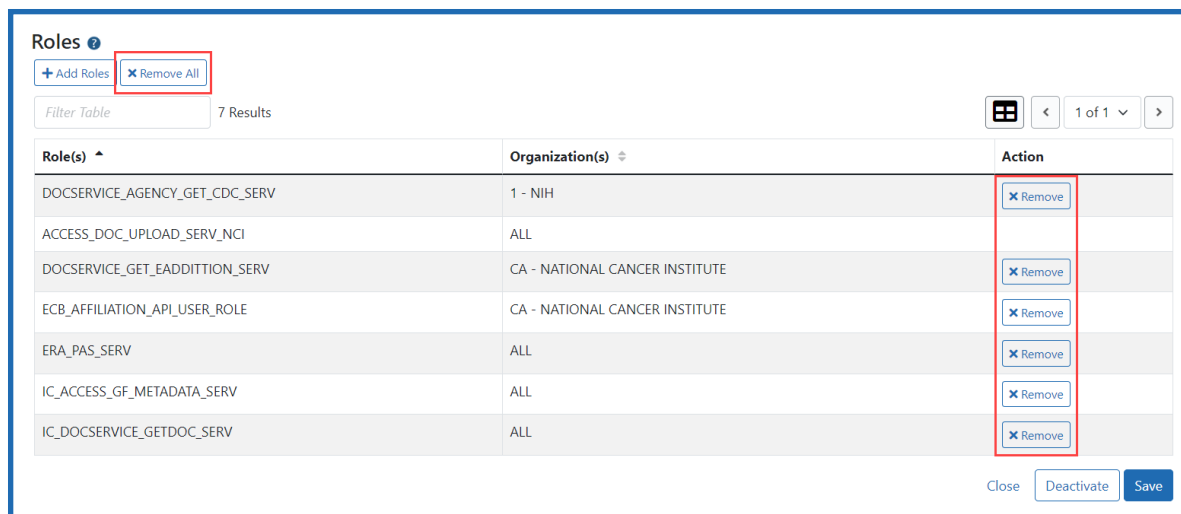 Roles ?
+ Add Roles × Remove All
Filter Table 7 Results < 1 of 1 >
Role(s) Organization(s) Action
DOCSERVICE_AGENCY_GET_CDC_SERV 1 - NIH × Remove
ACCESS_DOC_UPLOAD_SERV_NCI ALL
DOCSERVICE_GET_EADDITTION_SERV CA - NATIONAL CANCER INSTITUTE × Remove
ECB_AFFILIATION_API_USER_ROLE CA - NATIONAL CANCER INSTITUTE × Remove
ERA_PAS_SERV ALL × Remove
IC_ACCESS_GF_METADATA_SERV ALL × Remove
IC_DOCSERVICE_GETDOC_SERV ALL × Remove
Close Deactivate Save